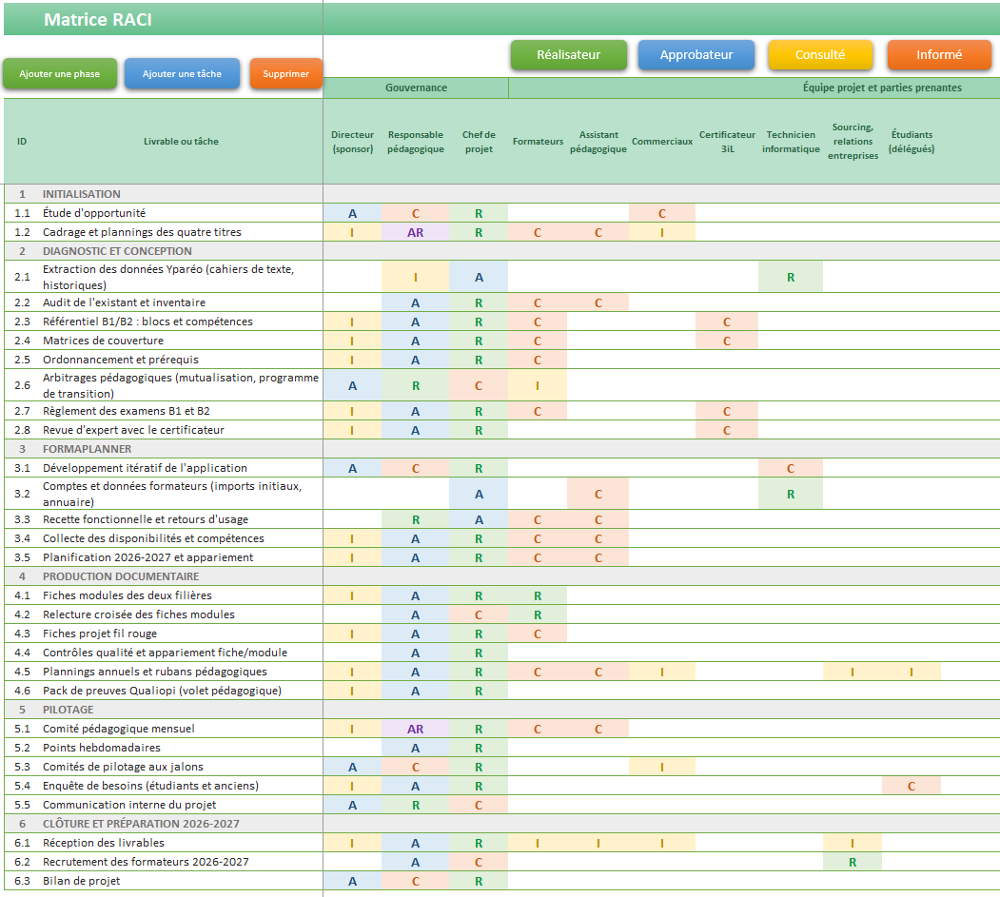 Matrice RACI
Réalisateur Approbateur Consulté Informé
Ajouter une phase Ajouter une tâche Supprimer
Gouvernance Équipe projet et parties prenantes
ID Livrable ou tâche Directeur (sponsor) Responsable pédagogique Chef de projet Formateurs Assistant pédagogique Commerciaux Certificateur 3iL Technicien informatique Sourcing, relations entreprises Étudiants (délégués)
1 INITIALISATION
1.1 Étude d'opportunité A C R C
1.2 Cadrage et plannings des quatre titres I AR R C C I
2 DIAGNOSTIC ET CONCEPTION
2.1 Extraction des données Yparéo (cahiers de texte, historiques) I A R
2.2 Audit de l'existant et inventaire A R C C
2.3 Référentiel B1/B2 : blocs et compétences I A R C C
2.4 Matrices de couverture I A R C C
2.5 Ordonnancement et prérequis I A R C
2.6 Arbitrages pédagogiques (mutualisation, programme de transition) A R C I
2.7 Règlement des examens B1 et B2 I A R C C
2.8 Revue d'expert avec le certificateur I A R C
3 FORMAPLANNER
3.1 Développement itératif de l'application A C R C
3.2 Comptes et données formateurs (imports initiaux, annuaire) A C R
3.3 Recette fonctionnelle et retours d'usage R A C C
3.4 Collecte des disponibilités et compétences I A R C C
3.5 Planification 2026-2027 et appariement I A R C C
4 PRODUCTION DOCUMENTAIRE
4.1 Fiches modules des deux filières I A R R
4.2 Relecture croisée des fiches modules A C R
4.3 Fiches projet fil rouge I A R C
4.4 Contrôles qualité et appariement fiche/module A R
4.5 Plannings annuels et rubans pédagogiques I A R C C I I I
4.6 Pack de preuves Qualiopi (volet pédagogique) I A R
5 PILOTAGE
5.1 Comité pédagogique mensuel I AR R C C
5.2 Points hebdomadaires A R
5.3 Comités de pilotage aux jalons A C R I
5.4 Enquête de besoins (étudiants et anciens) I A R C
5.5 Communication interne du projet A R C
6 CLÔTURE ET PRÉPARATION 2026-2027
6.1 Réception des livrables I A R I I I I
6.2 Recrutement des formateurs 2026-2027 A C R
6.3 Bilan de projet A C R